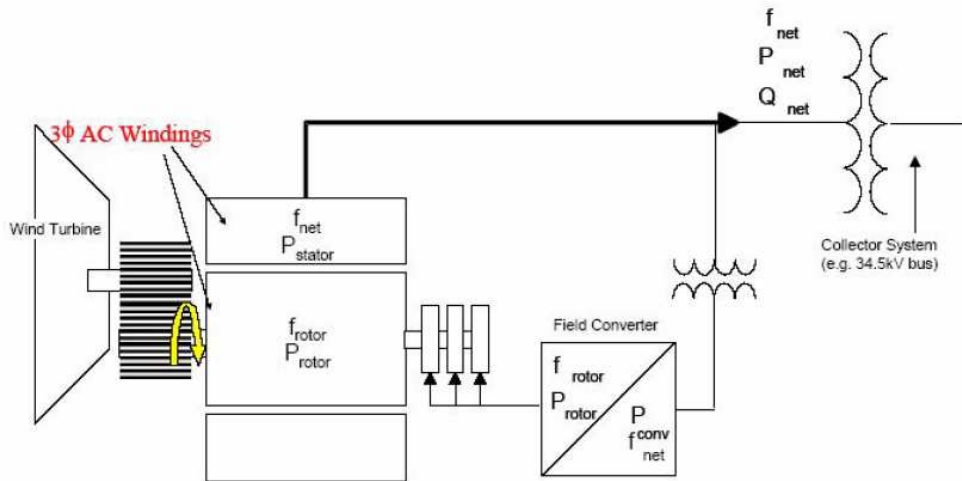 f net
P net
Q net
3ϕ AC Windings
Wind Turbine
f net
P stator
Collector System
(e.g. 34.5kV bus)
f rotor
P rotor
Field Converter
f rotor
P rotor
P conv
f net